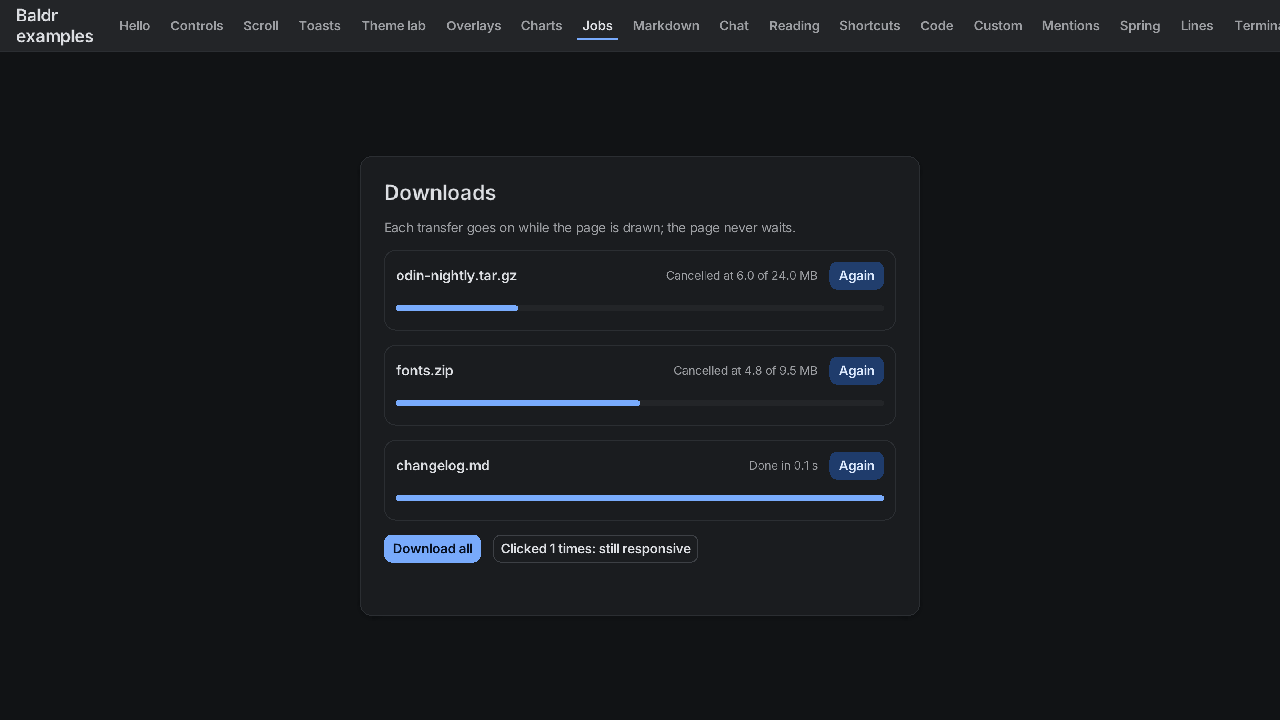 Baldr examples
Hello Controls Scroll Toasts Theme lab Overlays Charts Jobs Markdown Chat Reading Shortcuts Code Custom Mentions Spring Lines Termina
Downloads
Each transfer goes on while the page is drawn; the page never waits.
odin-nightly.tar.gz Cancelled at 6.0 of 24.0 MB Again
fonts.zip Cancelled at 4.8 of 9.5 MB Again
changelog.md Done in 0.1 s Again
Download all Clicked 1 times: still responsive